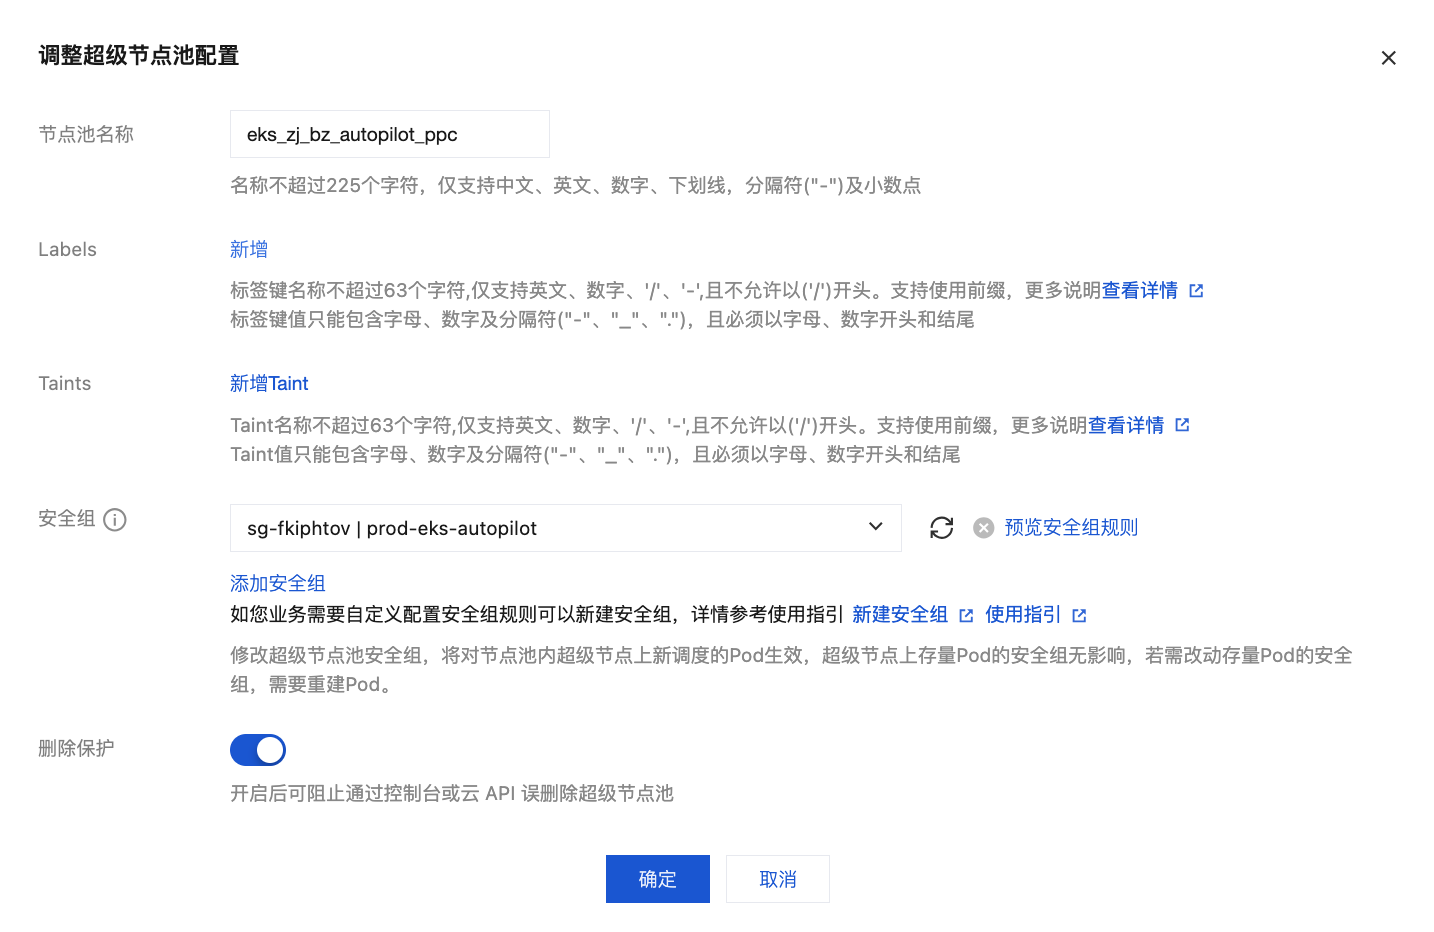 调整超级节点池配置
节点池名称
eks_zj_bz_autopilot_ppc
名称不超过225个字符，仅支持中文、英文、数字、下划线，分隔符("-")及小数点
Labels
新增
标签键名称不超过63个字符,仅支持英文、数字、'/'、'-',且不允许以('/')开头。支持使用前缀，更多说明查看详情
标签键值只能包含字母、数字及分隔符("-"、"_"、".")，且必须以字母、数字开头和结尾
Taints
新增Taint
Taint名称不超过63个字符,仅支持英文、数字、'/'、'-',且不允许以('/')开头。支持使用前缀，更多说明查看详情
Taint值只能包含字母、数字及分隔符("-"、"_"、".")，且必须以字母、数字开头和结尾
安全组
sg-fkiphtov | prod-eks-autopilot
预览安全组规则
添加安全组
如您业务需要自定义配置安全组规则可以新建安全组，详情参考使用指引 新建安全组 使用指引
修改超级节点池安全组，将对节点池内超级节点上新调度的Pod生效，超级节点上存量Pod的安全组无影响，若需改动存量Pod的安全
组，需要重建Pod。
删除保护
开启后可阻止通过控制台或云 API 误删除超级节点池
确定
取消